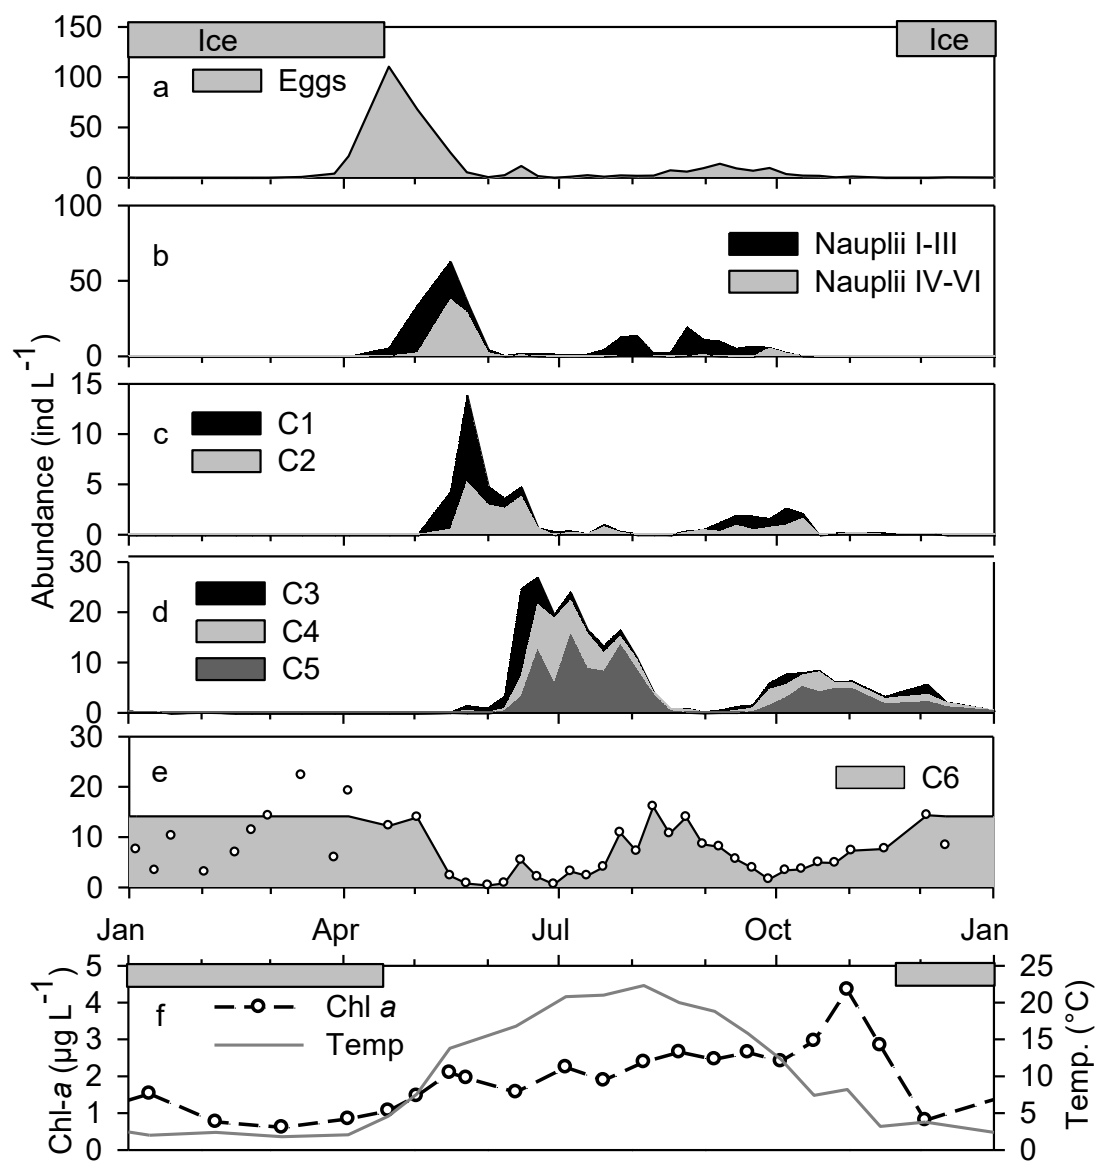 150
Ice
Ice
100
a
Eggs
50
0
100
b
Nauplii I-III
Nauplii IV-VI
50
0
Abundance (ind L-1)
15
C1
10
c
C2
5
0
30
C3
20
d
C4
C5
10
0
30
e
C6
20
10
0
Jan
Apr
Jul
Oct
Jan
5
25
4
f
Chl a
20
3
Temp
15
2
10
1
5
0
0
Chl-a (µg L-1)
Temp. (°C)